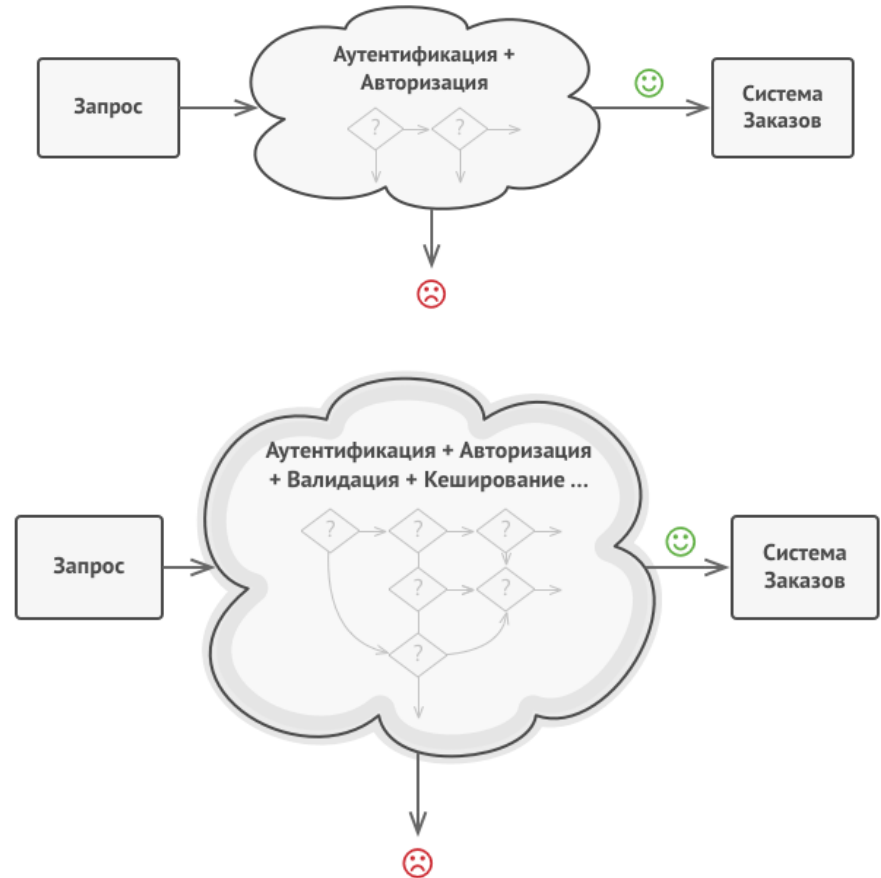 Аутентификация +
Авторизация
Запрос
Система
Заказов
? ?
Аутентификация + Авторизация
+ Валидация + Кеширование ...
Запрос
Система
Заказов
? ? ?
? ?
?